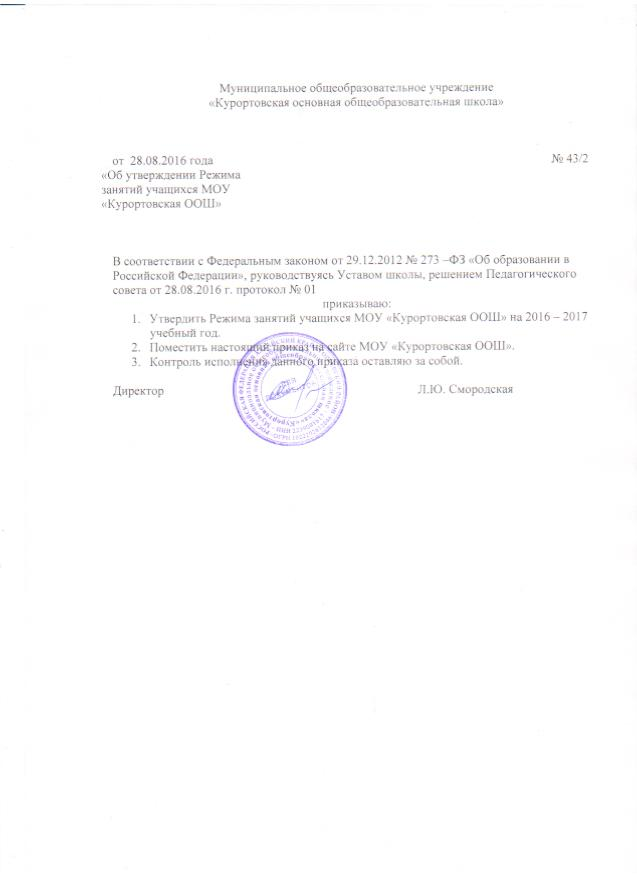 Муниципальное общеобразовательное учреждение
«Курортовская основная общеобразовательная школа»
от 28.08.2016 года № 43/2
«Об утверждении Режима
занятий учащихся МОУ
«Курортовская ООШ»
В соответствии с Федеральным законом от 29.12.2012 № 273 –ФЗ «Об образовании в
Российской Федерации», руководствуясь Уставом школы, решением Педагогического
совета от 28.08.2016 г. протокол № 01
приказываю:
1. Утвердить Режима занятий учащихся МОУ «Курортовская ООШ» на 2016 – 2017
учебный год.
2. Поместить настоящий приказ на сайте МОУ «Курортовская ООШ».
3. Контроль исполнения данного приказа оставляю за собой.
Директор Л.Ю. Смородская